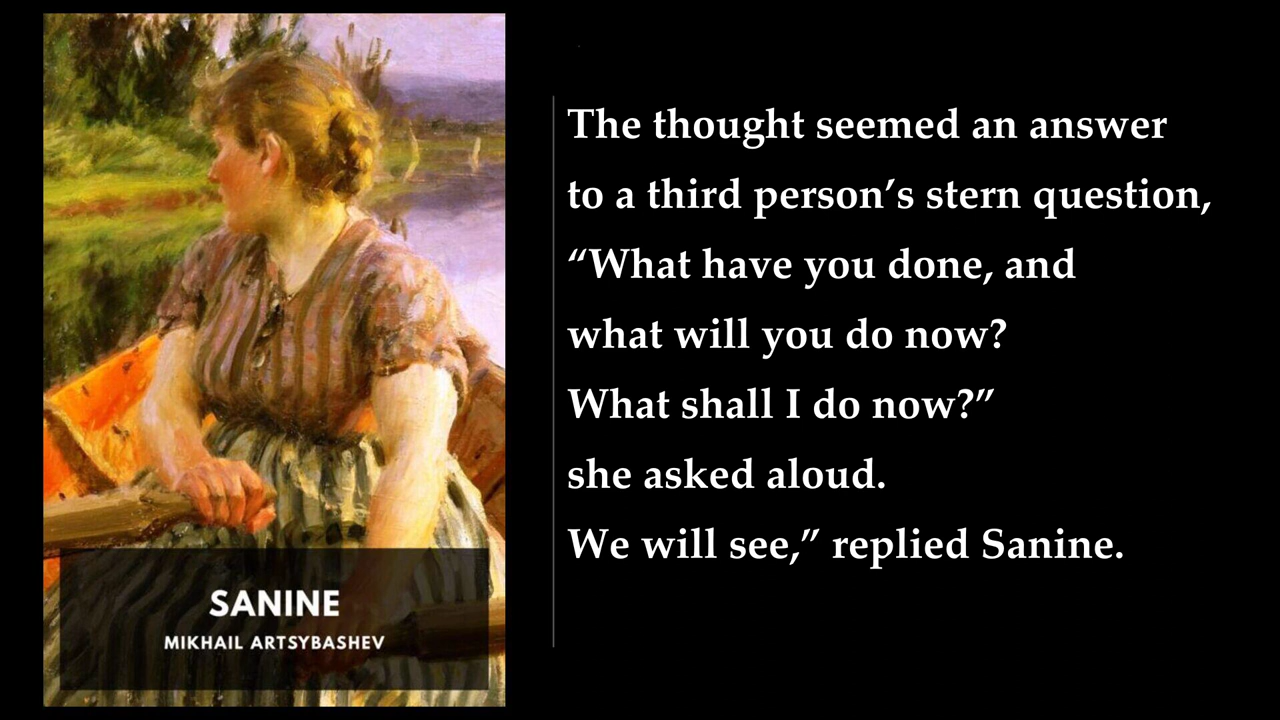 SANINE
MIKHAIL ARTSYBASHEV
The thought seemed an answer
to a third person’s stern question,
“What have you done, and
what will you do now?
What shall I do now?”
she asked aloud.
We will see,” replied Sanine.